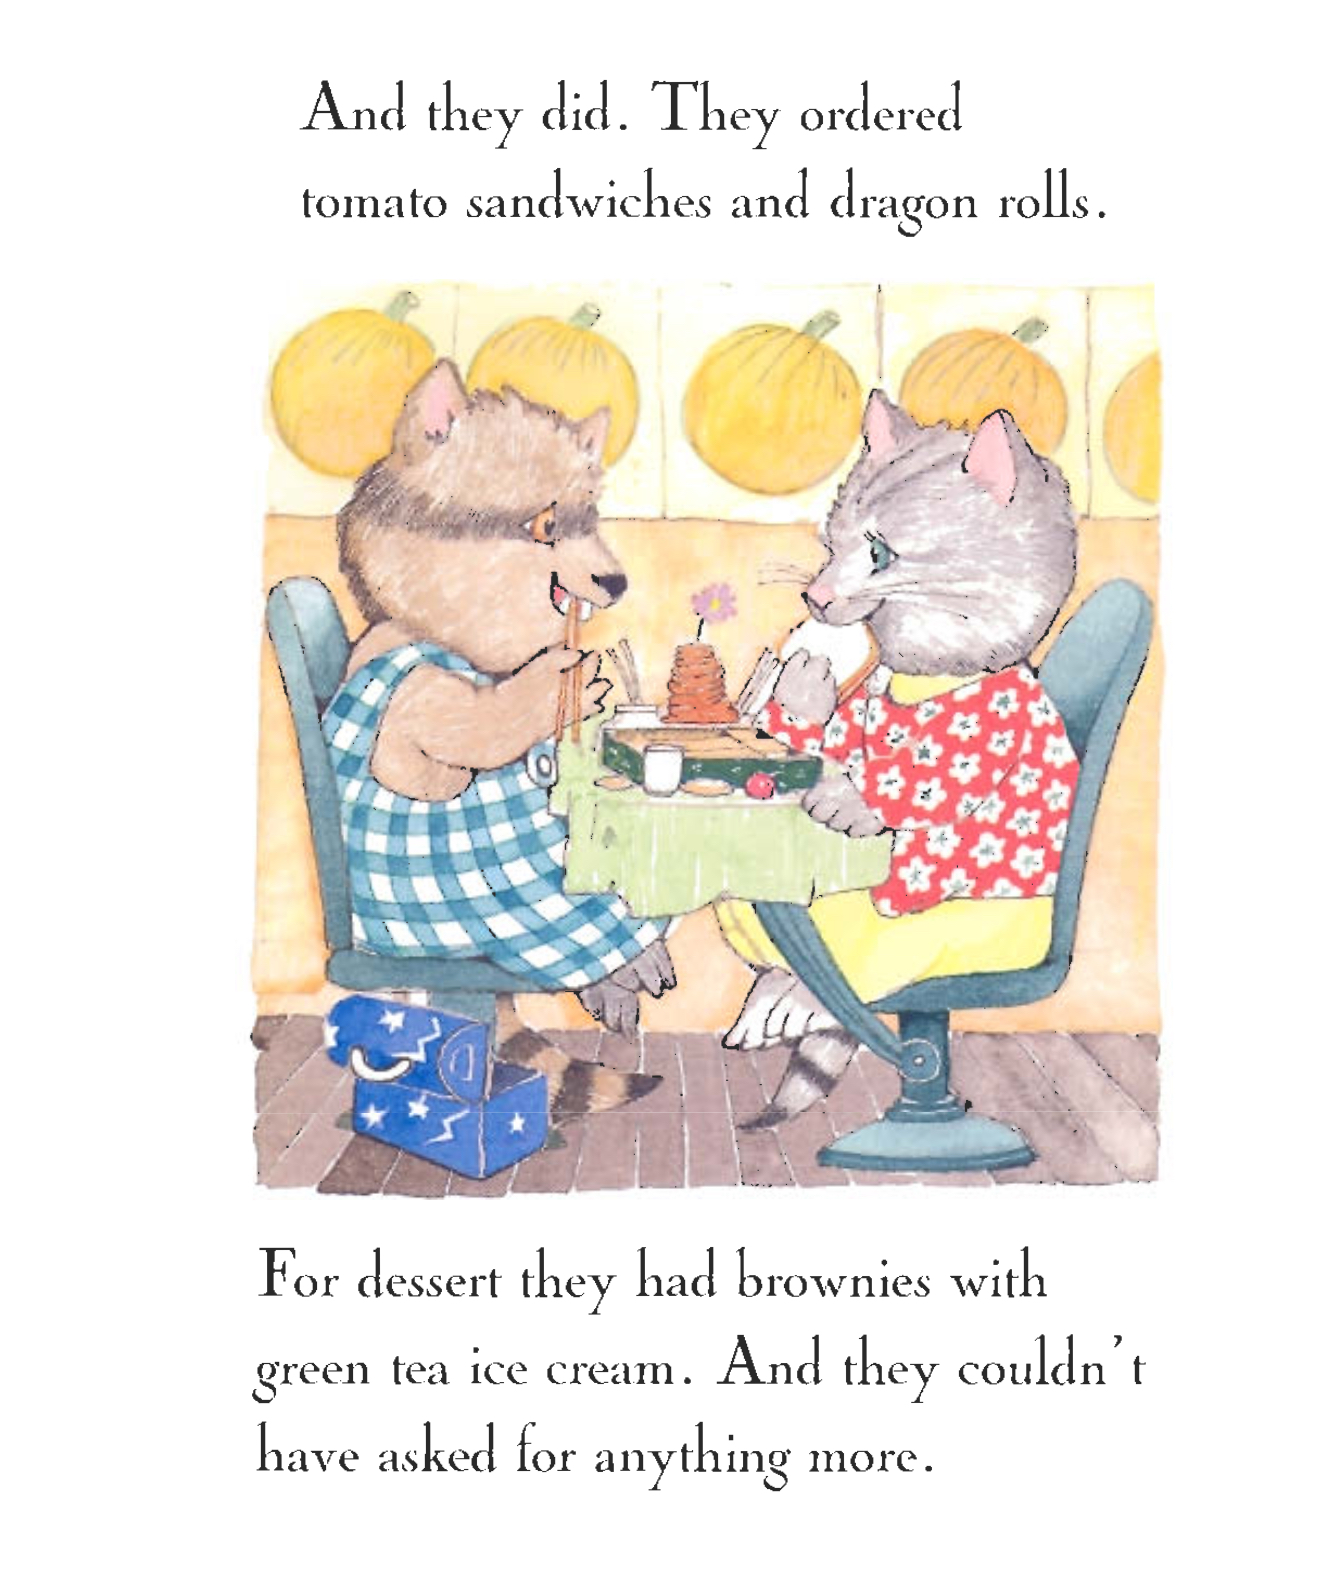 And they did. They ordered
tomato sandwiches and dragon rolls.
For dessert they had brownies with
green tea ice cream. And they couldn't
have asked for anything more.